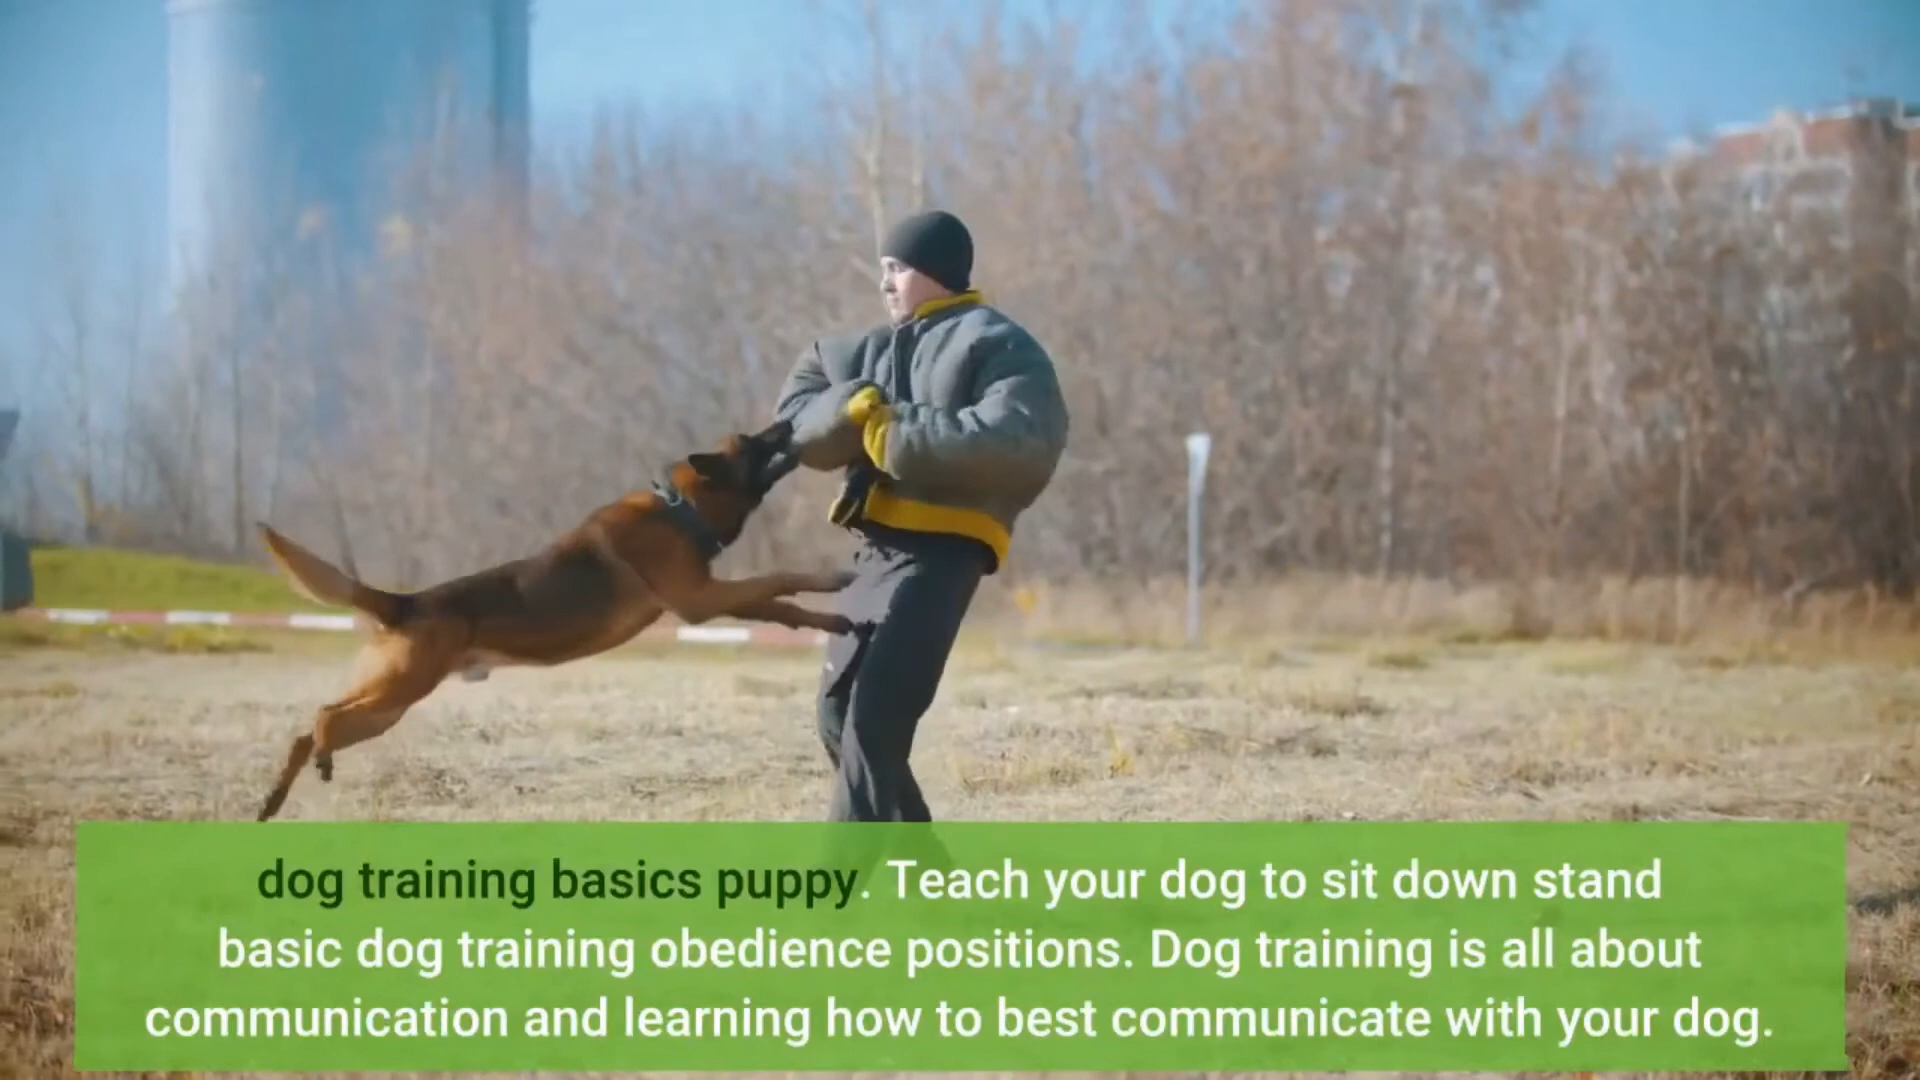 dog training basics puppy. Teach your dog to sit down stand
basic dog training obedience positions. Dog training is all about
communication and learning how to best communicate with your dog.